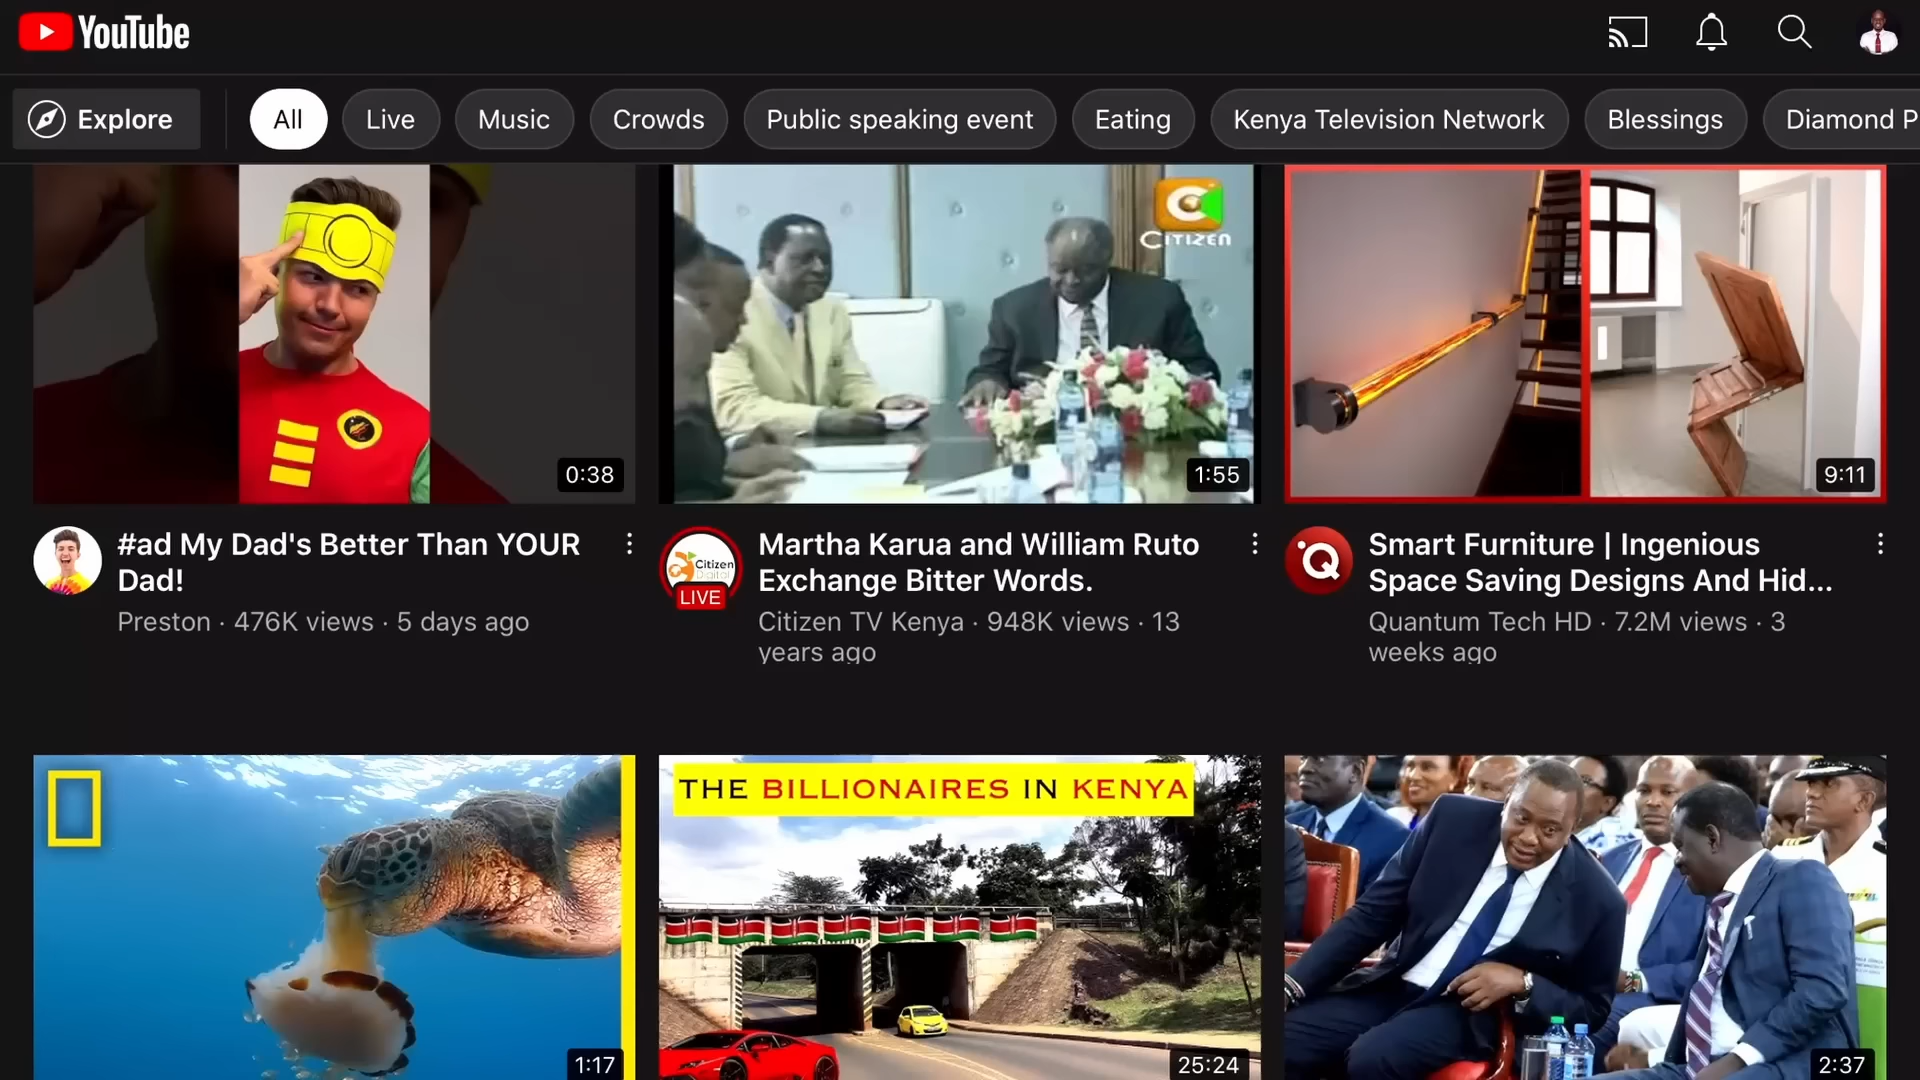 YouTube
Explore
All
Live
Music
Crowds
Public speaking event
Eating
Kenya Television Network
Blessings
Diamond P
CITIZEN
0:38
1:55
9:11
#ad My Dad's Better Than YOUR
Dad!
Preston · 476K views · 5 days ago
Citizen
Digital
LIVE
Martha Karua and William Ruto
Exchange Bitter Words.
Citizen TV Kenya · 948K views · 13
years ago
Q
Smart Furniture | Ingenious
Space Saving Designs And Hid...
Quantum Tech HD · 7.2M views · 3
weeks ago
THE BILLIONAIRES IN KENYA
1:17
25:24
2:37